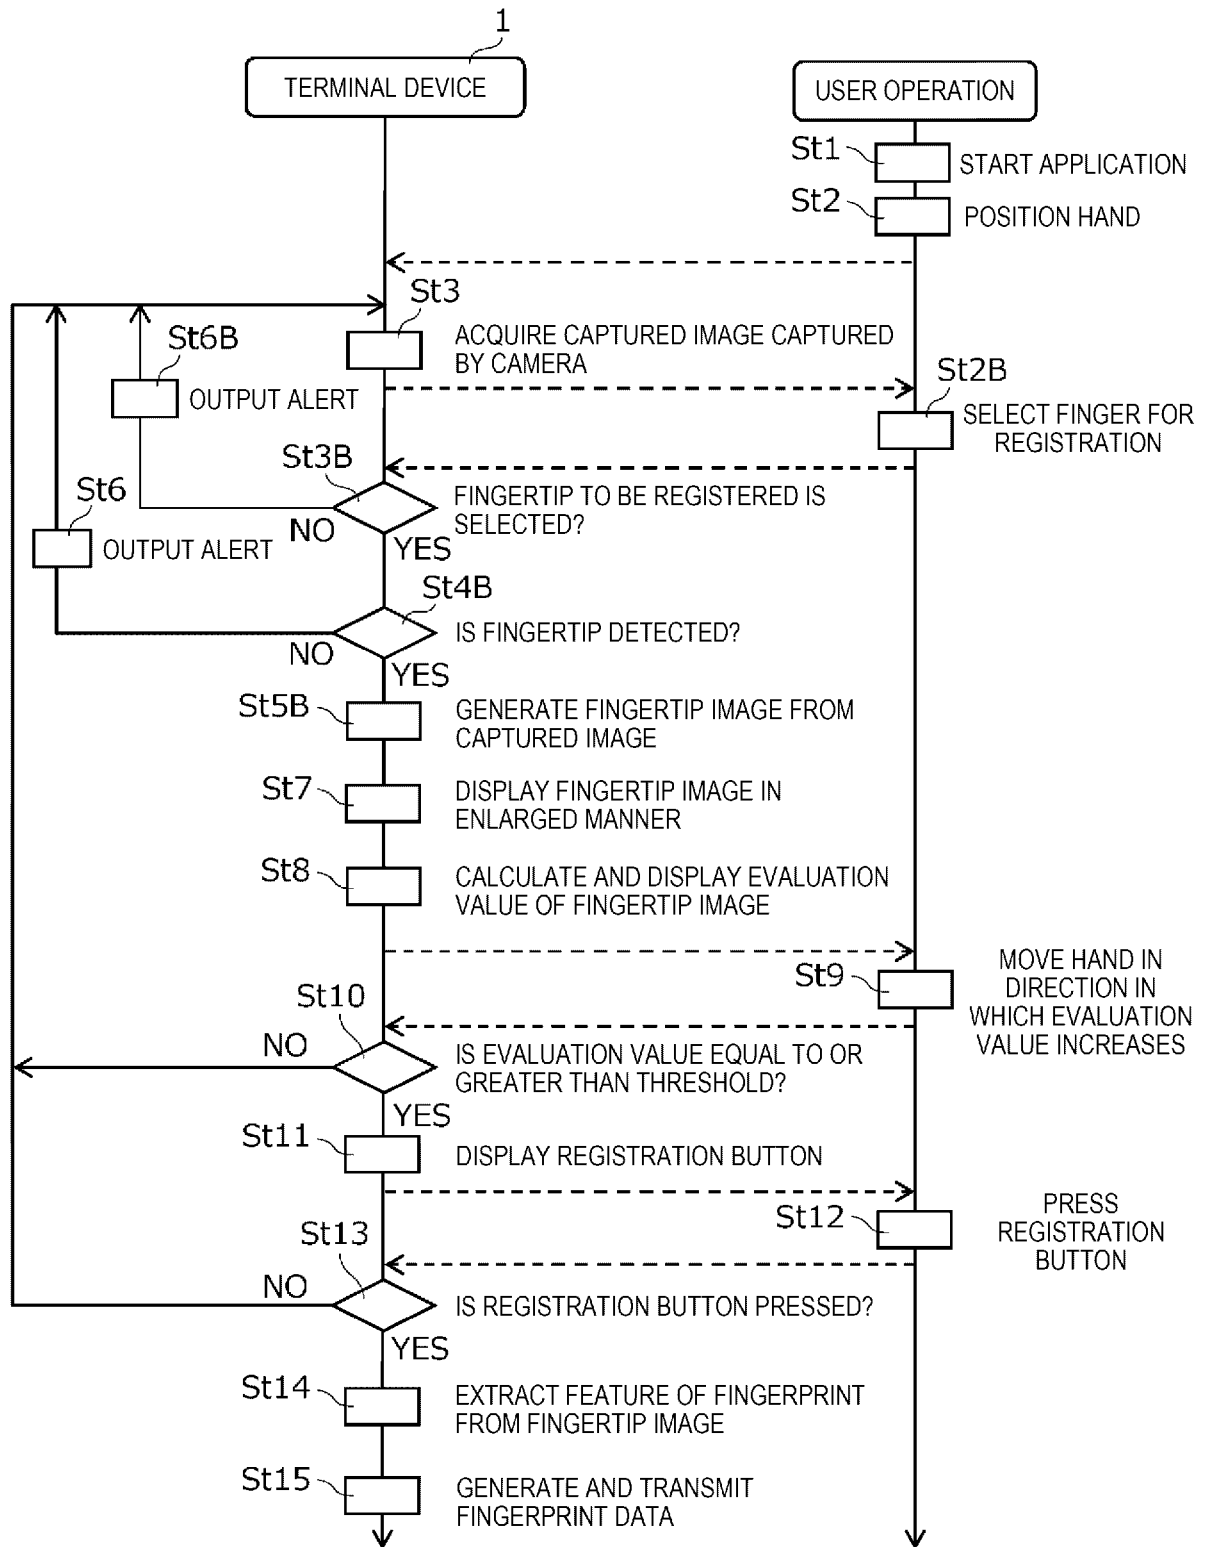 1
TERMINAL DEVICE
USER OPERATION
St1
START APPLICATION
St2
POSITION HAND
St3
ACQUIRE CAPTURED IMAGE CAPTURED
BY CAMERA
St6B
OUTPUT ALERT
St2B
SELECT FINGER FOR
REGISTRATION
St3B
FINGERTIP TO BE REGISTERED IS
SELECTED?
NO
YES
St6
OUTPUT ALERT
St4B
IS FINGERTIP DETECTED?
NO
YES
St5B
GENERATE FINGERTIP IMAGE FROM
CAPTURED IMAGE
St7
DISPLAY FINGERTIP IMAGE IN
ENLARGED MANNER
St8
CALCULATE AND DISPLAY EVALUATION
VALUE OF FINGERTIP IMAGE
St9
MOVE HAND IN
DIRECTION IN
WHICH EVALUATION
VALUE INCREASES
St10
NO
IS EVALUATION VALUE EQUAL TO OR
GREATER THAN THRESHOLD?
YES
St11
DISPLAY REGISTRATION BUTTON
St12
PRESS
REGISTRATION
BUTTON
St13
NO
IS REGISTRATION BUTTON PRESSED?
YES
St14
EXTRACT FEATURE OF FINGERPRINT
FROM FINGERTIP IMAGE
St15
GENERATE AND TRANSMIT
FINGERPRINT DATA